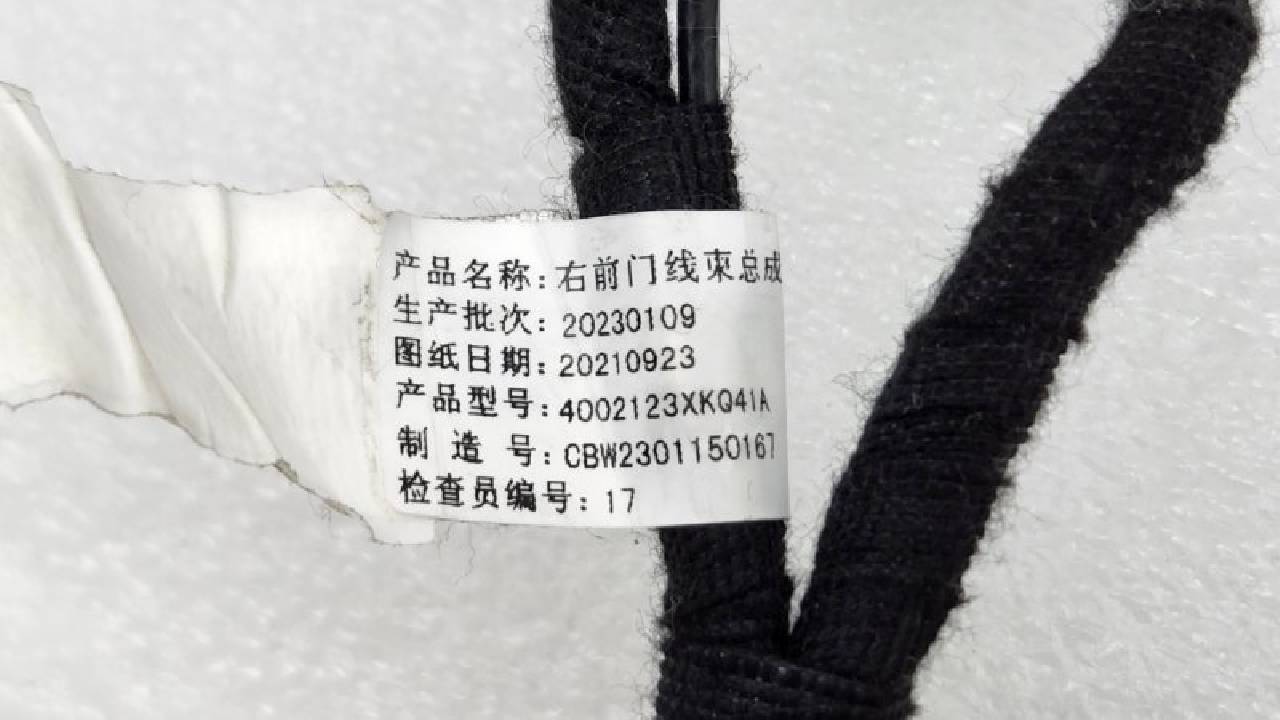 产品名称:右前门线束总成
生产批次:20230109
图纸日期:20210923
产品型号:4002123XKQ41A
制 造 号:CBW2301150167
检查员编号:17